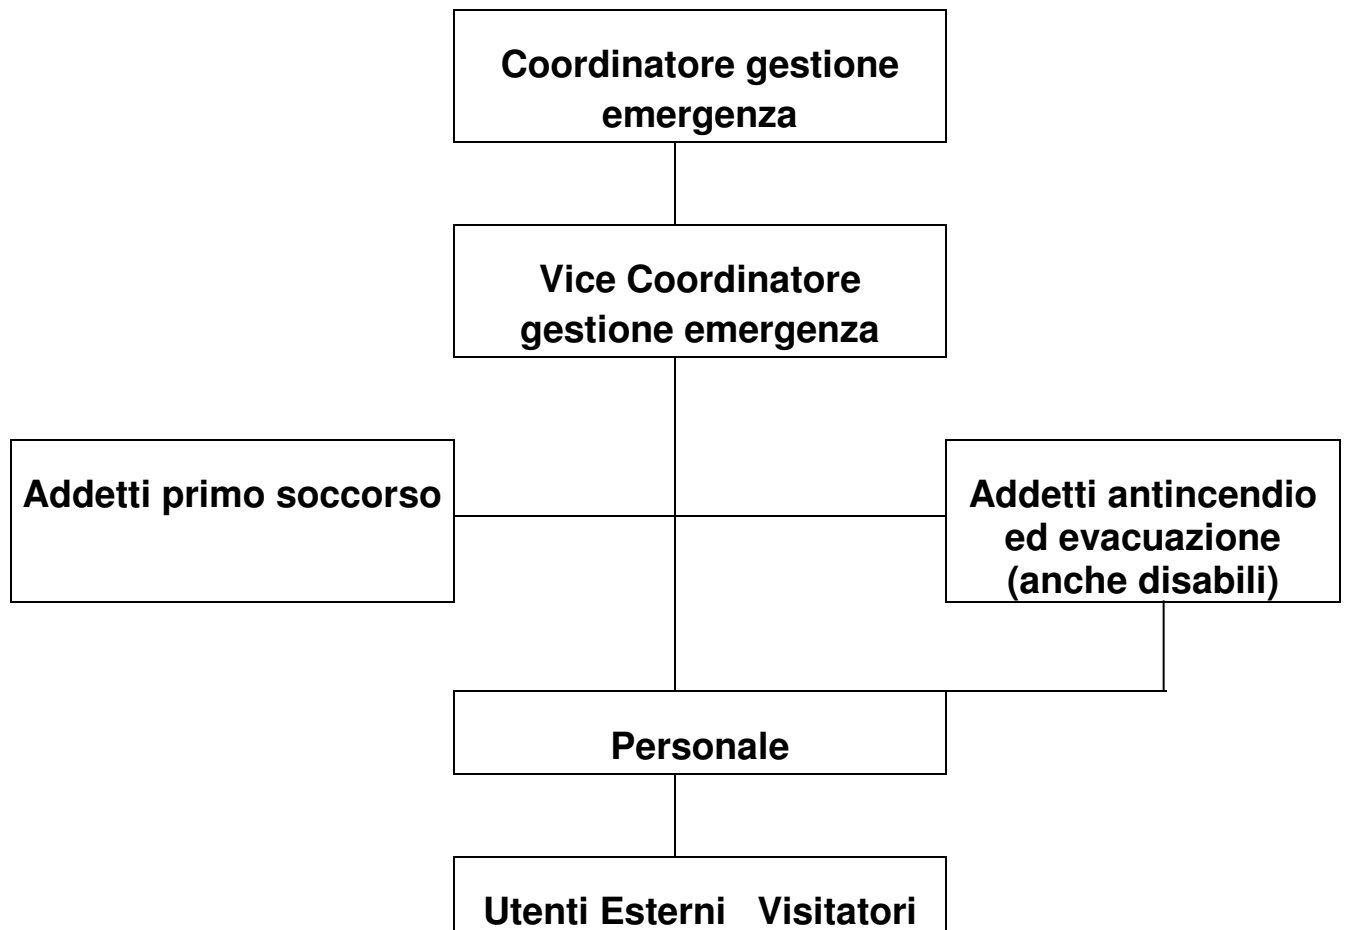 Coordinatore gestione
emergenza
Vice Coordinatore
gestione emergenza
Addetti primo soccorso
Addetti antincendio
ed evacuazione
(anche disabili)
Personale
Utenti Esterni Visitatori